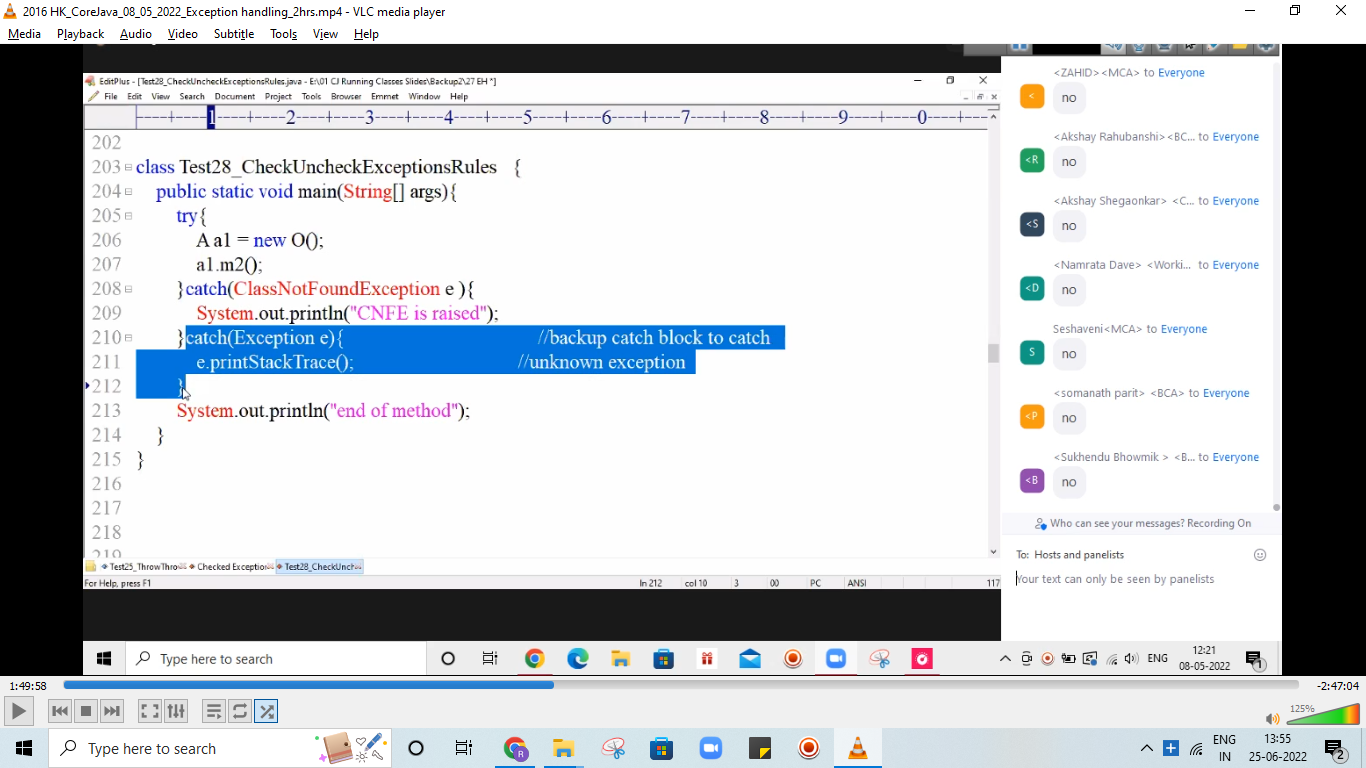 2016 HK_CoreJava_08_05_2022_Exception handling_2hrs.mp4 - VLC media player
Media Playback Audio Video Subtitle Tools View Help
EditPlus - [Test28_CheckUncheckExceptionsRules.java - E:\01 CJ Running Classes Slides\Backup2\27 EH *]
File Edit View Search Document Project Tools Browser Emmet Window Help
----+----1----+----2----+----3----+----4----+----5----+----6----+----7----+----8----+----9----+----0----+----
202
203 class Test28_CheckUncheckExceptionsRules {
204 public static void main(String[] args){
205 try{
206 A a1 = new O();
207 a1.m2();
208 }catch(ClassNotFoundException e ){
209 System.out.println("CNFE is raised");
210 }catch(Exception e){ //backup catch block to catch
211 e.printStackTrace(); //unknown exception
212 }
213 System.out.println("end of method");
214 }
215 }
216
217
218
219
Test25_ThrowThro Checked Exception Test28_CheckUnch
For Help, press F1 ln 212 col 10 3 00 PC ANSI 117
<ZAHID><MCA> to Everyone
< no
<Akshay Rahubanshi><BC... to Everyone
<R no
<Akshay Shegaonkar> <C... to Everyone
<S no
<Namrata Dave> <Worki... to Everyone
<D no
Seshaveni<MCA> to Everyone
S no
<somanath parit> <BCA> to Everyone
<P no
<Sukhendu Bhowmik > <B... to Everyone
<B no
Who can see your messages? Recording On
To: Hosts and panelists
Your text can only be seen by panelists
Type here to search
ENG
12:21
08-05-2022
1
1:49:58 -2:47:04
125%
Type here to search
R
ENG
IN
13:55
25-06-2022
2